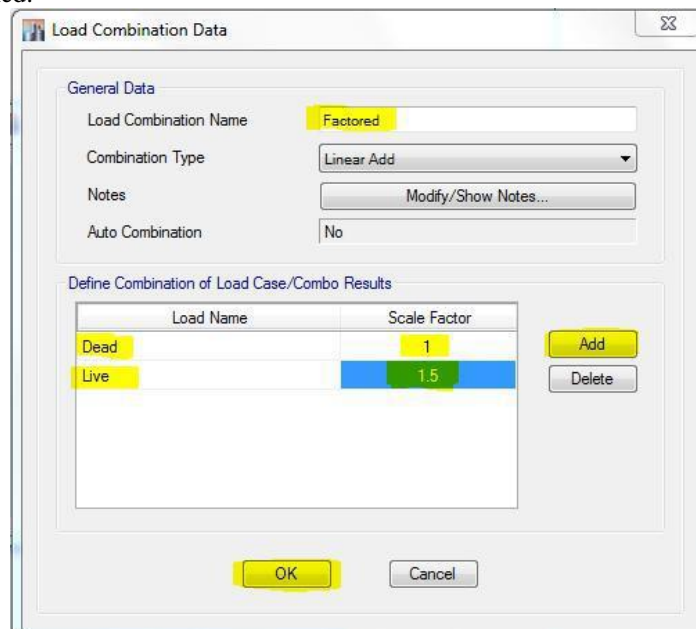 Load Combination Data
General Data
Load Combination Name Factored
Combination Type Linear Add
Notes Modify/Show Notes...
Auto Combination No
Define Combination of Load Case/Combo Results
Load Name Scale Factor
Dead 1 Add
Live 1.5 Delete
OK Cancel